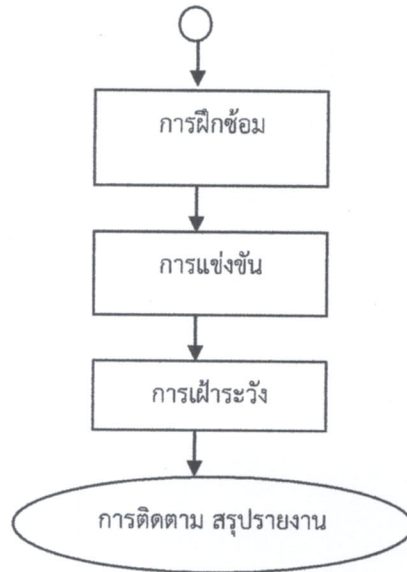 การฝึกซ้อม
การแข่งขัน
การเฝ้าระวัง
การติดตาม สรุปรายงาน